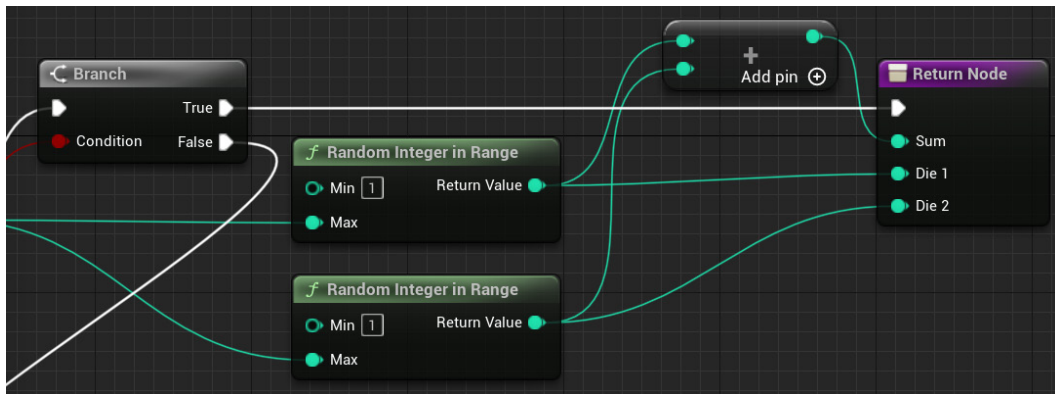 Branch
True
Condition
False
Random Integer in Range
Min 1
Return Value
Max
Random Integer in Range
Min 1
Return Value
Max
Add pin
Return Node
Sum
Die 1
Die 2